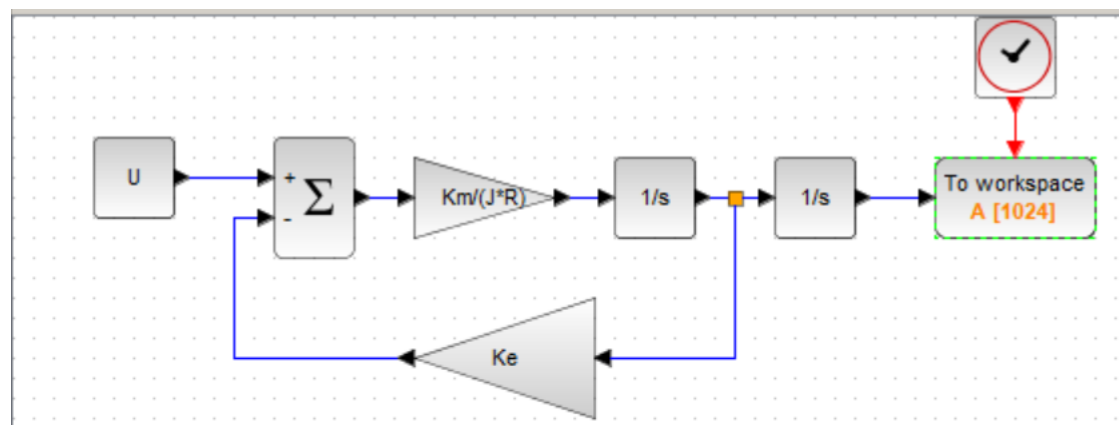 U
+
-
Σ
Km/(J*R)
1/s
1/s
To workspace
A [1024]
Ke